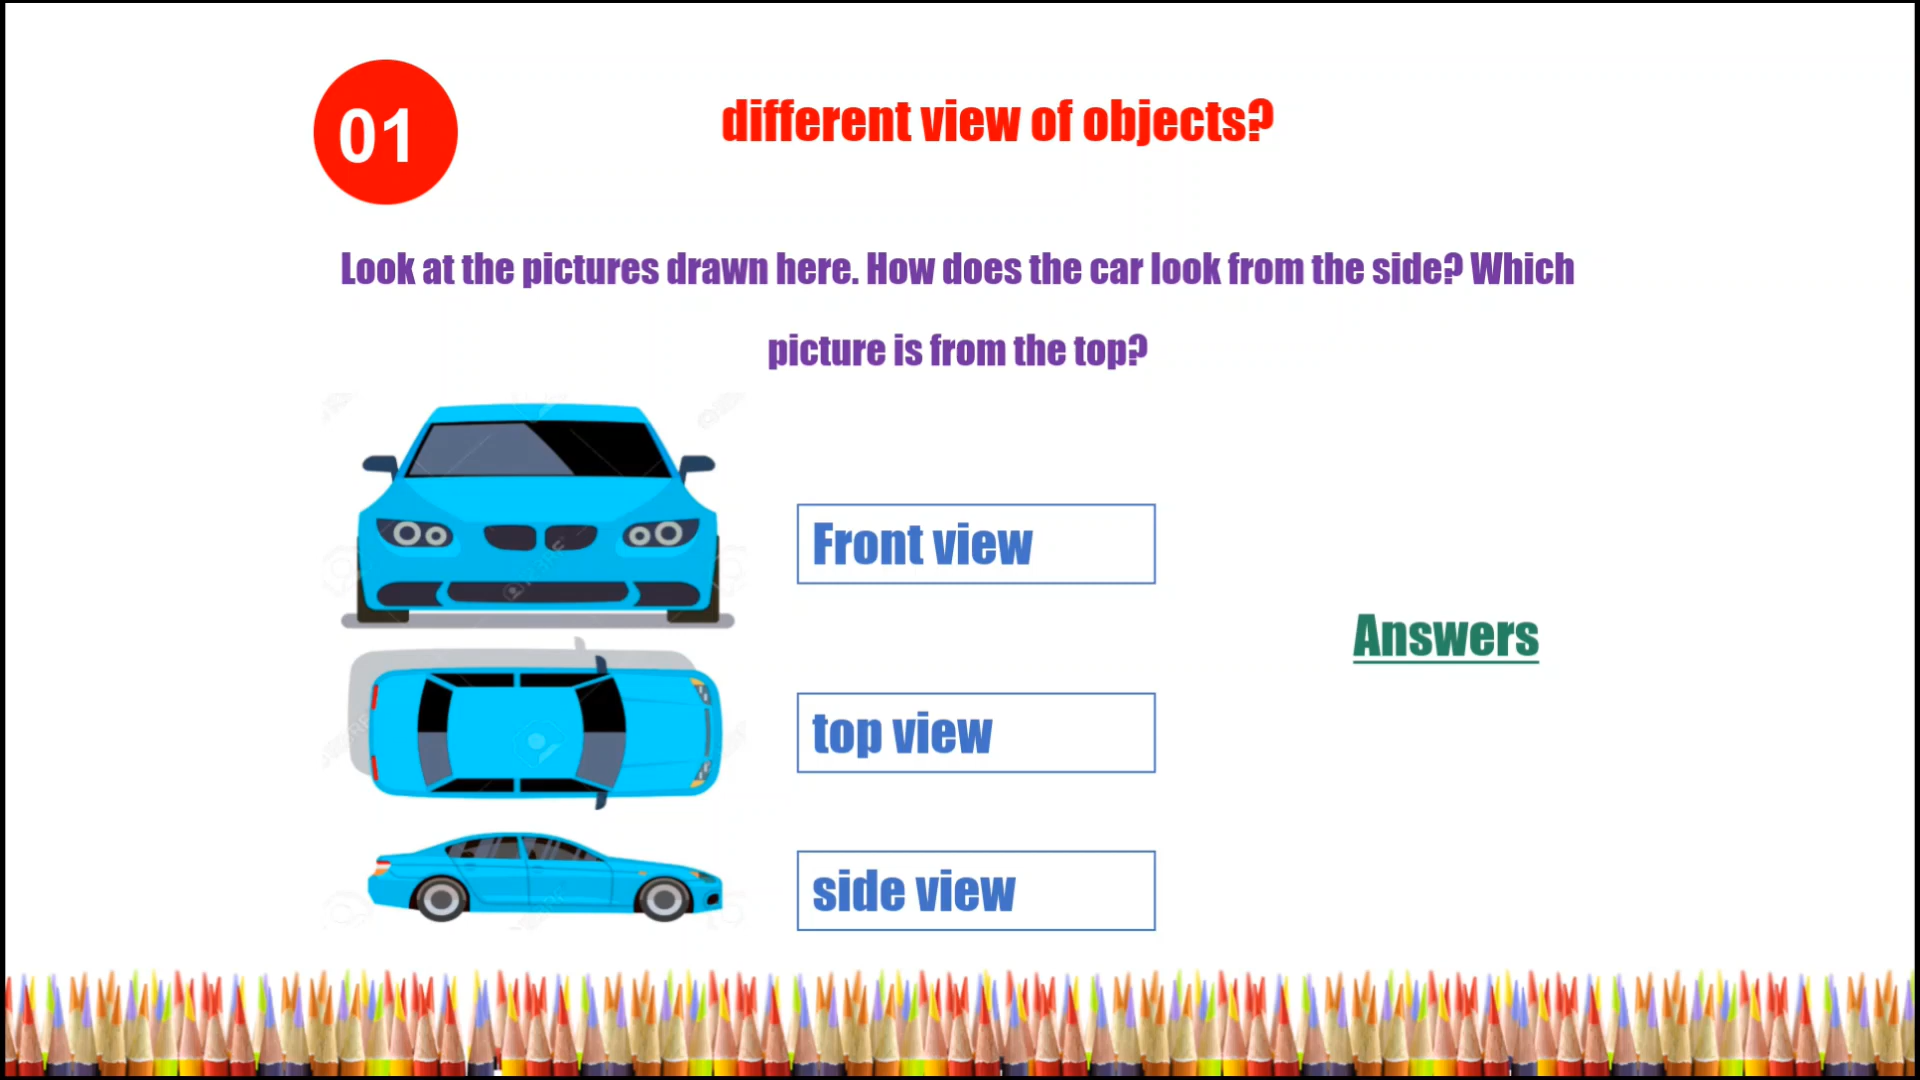 01
different view of objects?
Look at the pictures drawn here. How does the car look from the side? Which
picture is from the top?
Front view
Answers
top view
side view